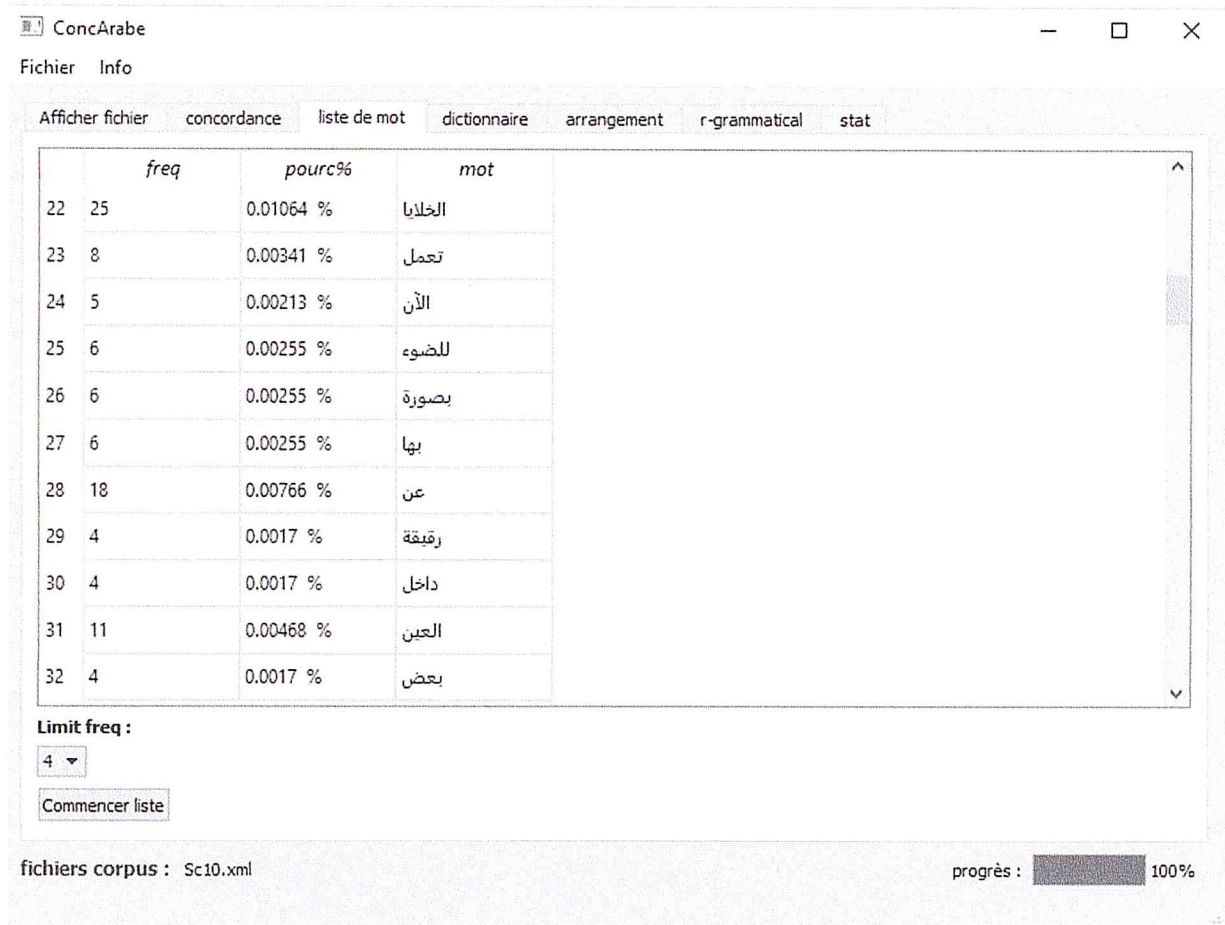 ConcArabe
Fichier Info
Afficher fichier concordance liste de mot dictionnaire arrangement r-grammatical stat
freq pourc% mot
22 25 0.01064 % الخلايا
23 8 0.00341 % تعمل
24 5 0.00213 % الآن
25 6 0.00255 % للضوء
26 6 0.00255 % بصورة
27 6 0.00255 % بها
28 18 0.00766 % عن
29 4 0.0017 % رقيقة
30 4 0.0017 % داخل
31 11 0.00468 % العين
32 4 0.0017 % بعض
Limit freq :
4
Commencer liste
fichiers corpus : Sc10.xml progrès : 100%